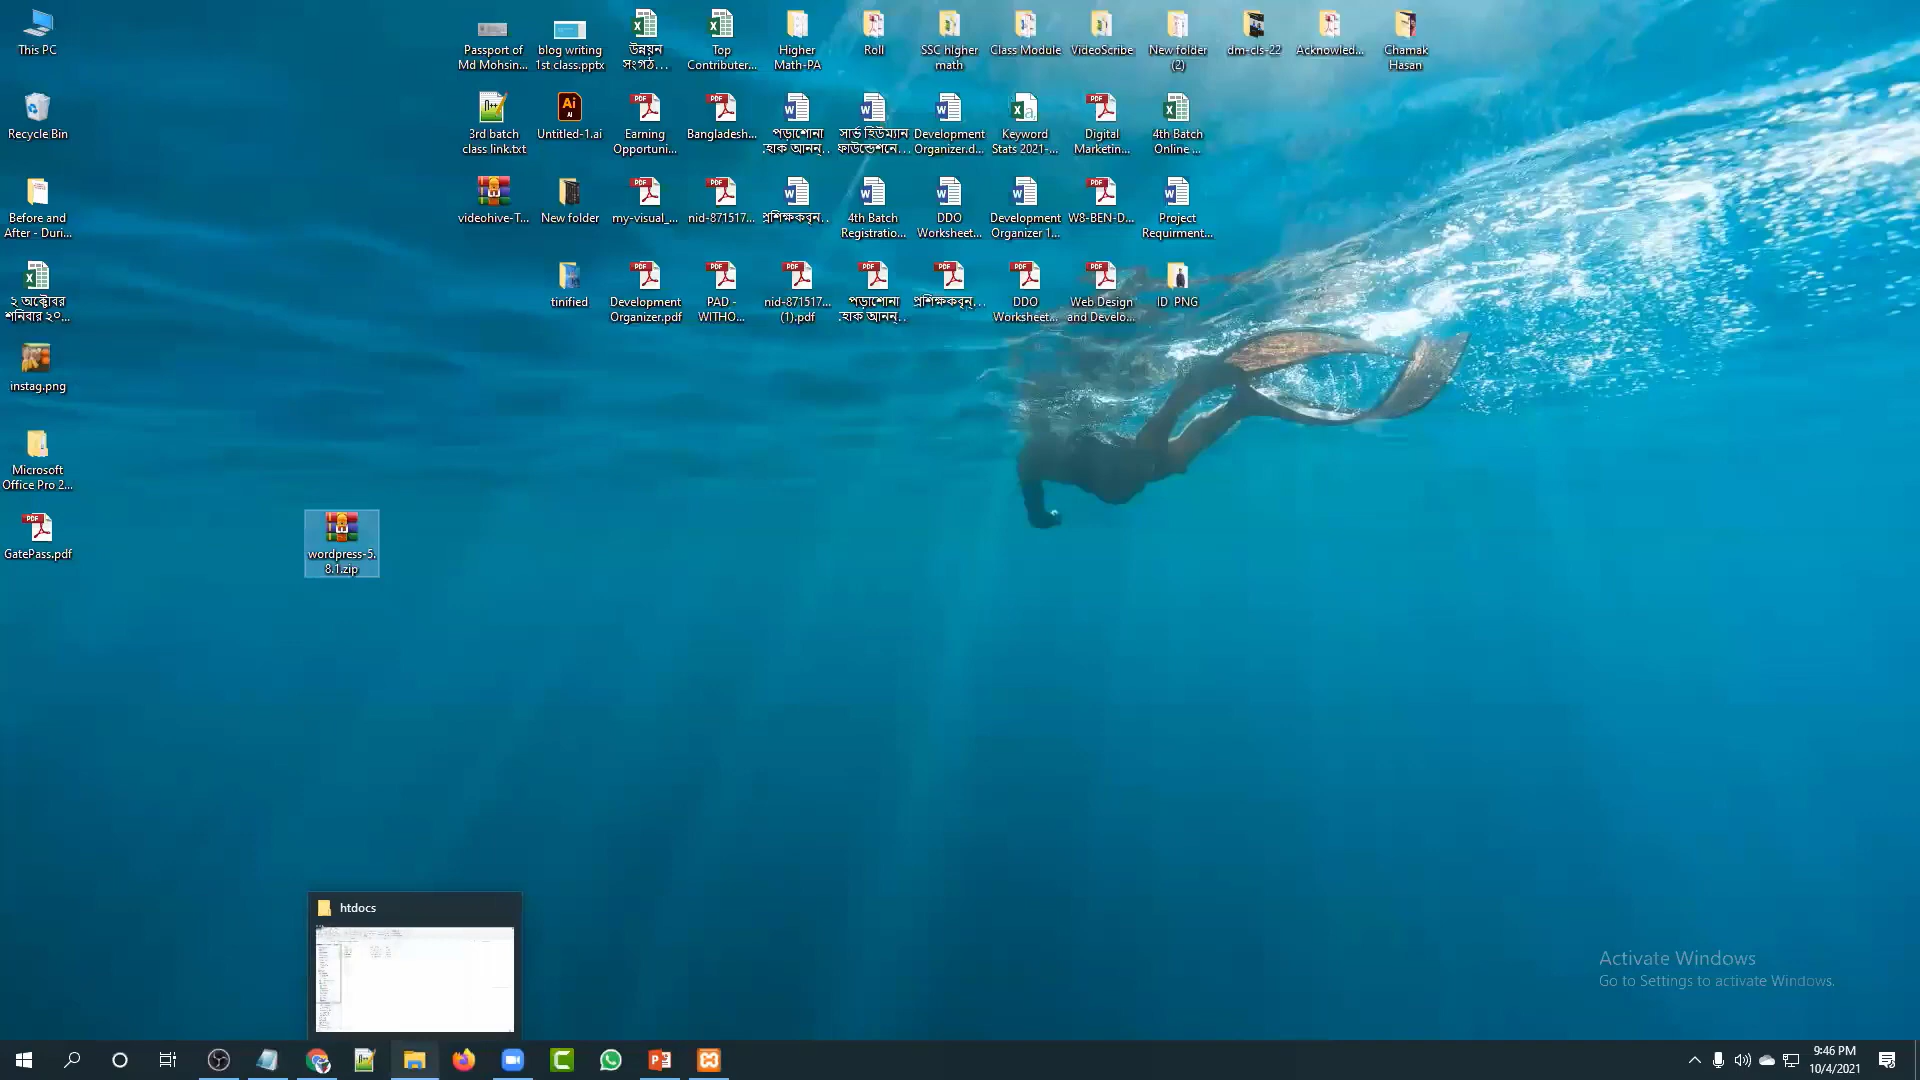 This PC
Passport of
Md Mohsin...
blog writing
1st class.pptx
উন্নয়ন
সংগঠ...
Top
Contributer...
Higher
Math-PA
Roll
SSC higher
math
Class Module
VideoScribe
New folder
(2)
dm-cls-22
Acknowled...
Chamak
Hasan
Recycle Bin
3rd batch
class link.txt
Untitled-1.ai
Earning
Opportuni...
Bangladesh...
পড়াশোনা
হোক আনন্...
সার্ভ হিউম্যান
ফাউন্ডেশনে...
Development
Organizer.d...
Keyword
Stats 2021-...
Digital
Marketin...
4th Batch
Online ...
Before and
After - Duri...
videohive-T...
New folder
my-visual_...
nid-871517...
প্রশিক্ষকবৃন্...
4th Batch
Registratio...
DDO
Worksheet...
Development
Organizer 1...
W8-BEN-D...
Project
Requirment...
২ অক্টোবর
শনিবার ২০...
tinified
Development
Organizer.pdf
PAD -
WITHO...
nid-871517...
(1).pdf
পড়াশোনা
হোক আনন্...
প্রশিক্ষকবৃন্...
DDO
Worksheet...
Web Design
and Develo...
ID PNG
instag.png
Microsoft
Office Pro 2...
GatePass.pdf
wordpress-5.
8.1.zip
htdocs
Activate Windows
Go to Settings to activate Windows.
9:46 PM
10/4/2021